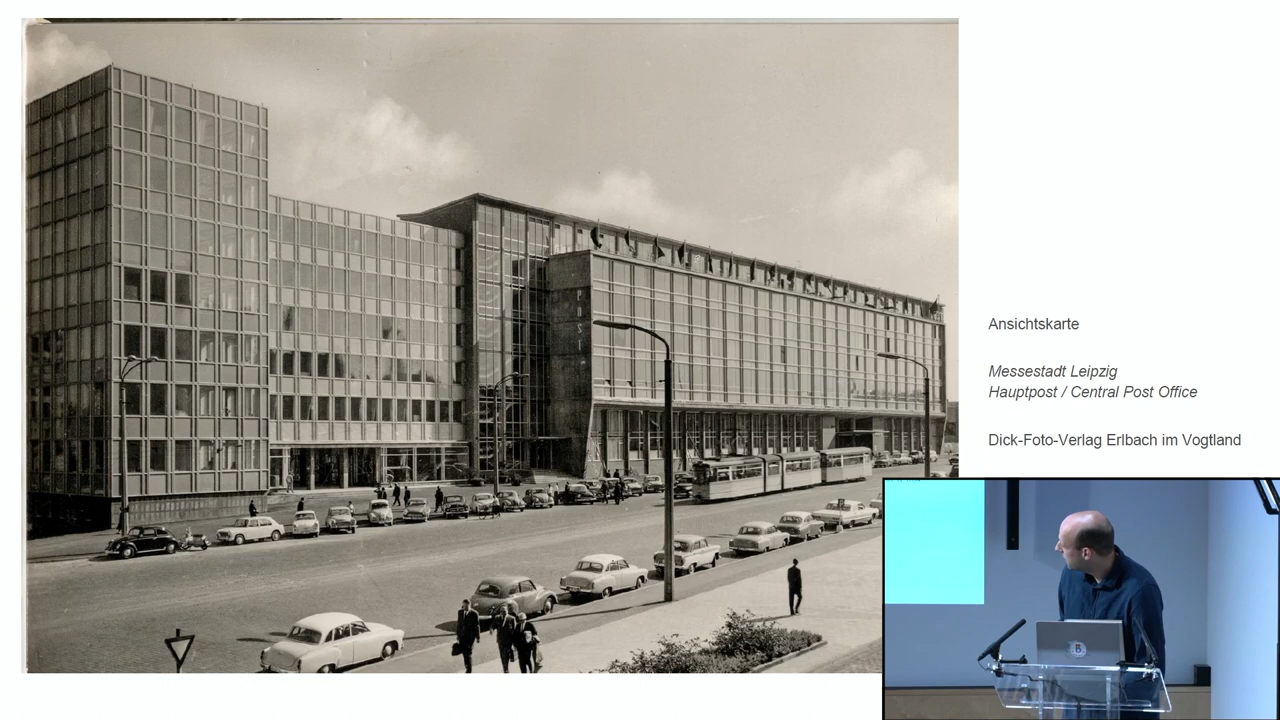 POST
Ansichtskarte
Messestadt Leipzig
Hauptpost / Central Post Office
Dick-Foto-Verlag Erlbach im Vogtland
B